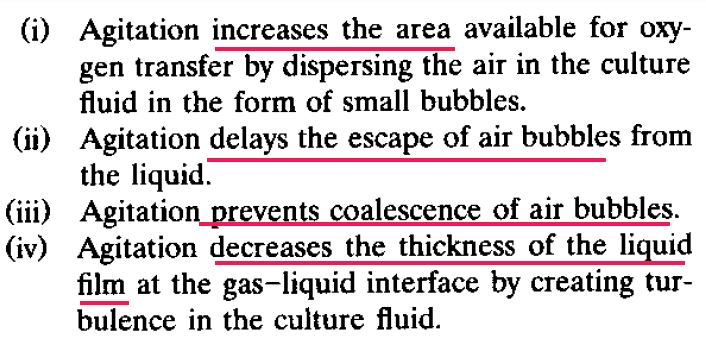 (i) Agitation increases the area available for oxy-
gen transfer by dispersing the air in the culture
fluid in the form of small bubbles.
(ii) Agitation delays the escape of air bubbles from
the liquid.
(iii) Agitation prevents coalescence of air bubbles.
(iv) Agitation decreases the thickness of the liquid
film at the gas-liquid interface by creating tur-
bulence in the culture fluid.